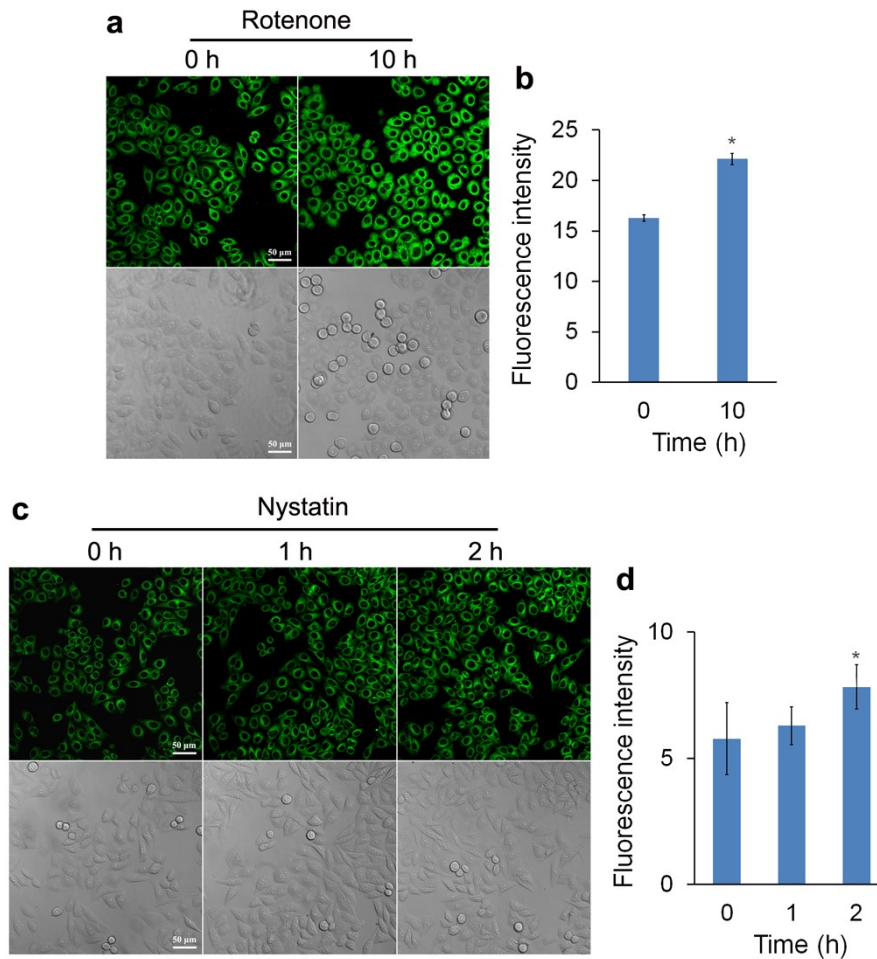 a
Rotenone
0 h 10 h
50 µm
50 µm
b
Fluorescence intensity
25
20
15
10
5
0
*
0 10
Time (h)
c
Nystatin
0 h 1 h 2 h
50 µm
50 µm
d
Fluorescence intensity
10
5
0
*
0 1 2
Time (h)